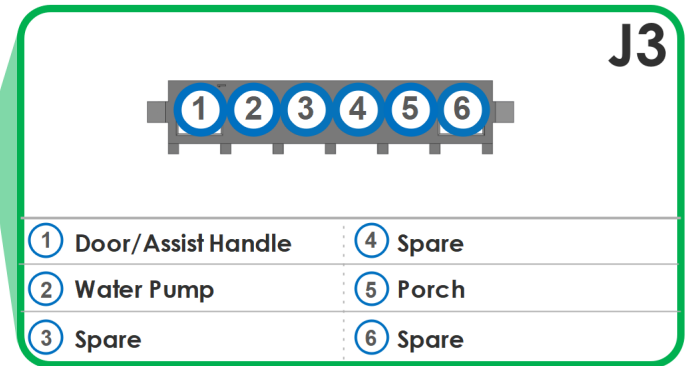 J3
1 2 3 4 5 6
1 Door/Assist Handle
4 Spare
2 Water Pump
5 Porch
3 Spare
6 Spare